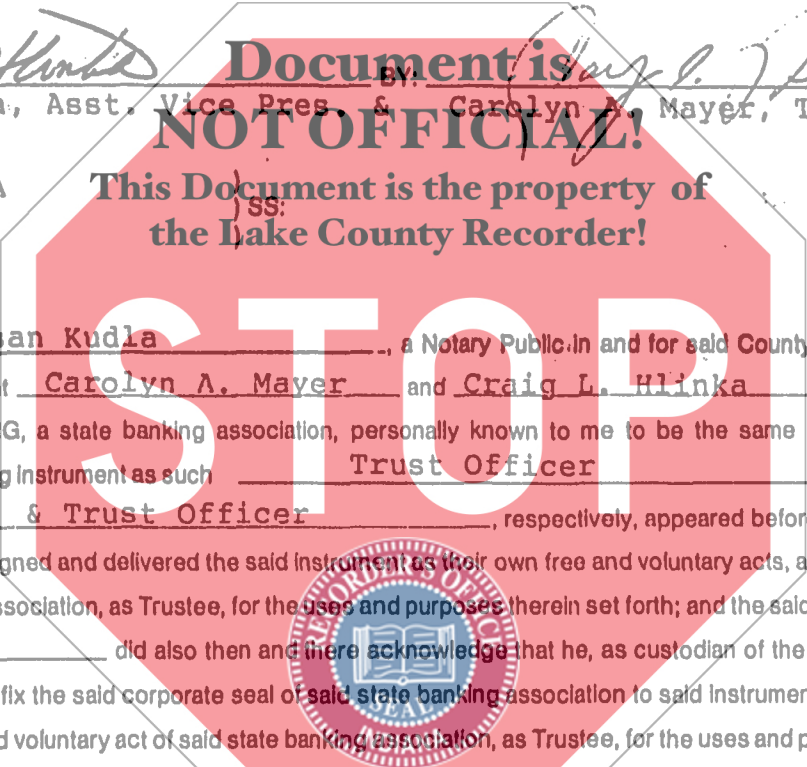 Document is
BY:
, Asst. Vice Pres. & Carolyn A. Mayer, T
NOT OFFICIAL!
This Document is the property of
SS:
the Lake County Recorder!
STOP
san Kudla , a Notary Public in and for said County
Carolyn A. Mayer and Craig L. Hlinka
G, a state banking association, personally known to me to be the same
g instrument as such Trust Officer
& Trust Officer , respectively, appeared before
gned and delivered the said instrument as their own free and voluntary acts, a
ssociation, as Trustee, for the uses and purposes therein set forth; and the said
did also then and there acknowledge that he, as custodian of the
fix the said corporate seal of said state banking association to said instrumen
d voluntary act of said state banking association, as Trustee, for the uses and p
RECORDER'S OFFICE
SEAL
INDIANA